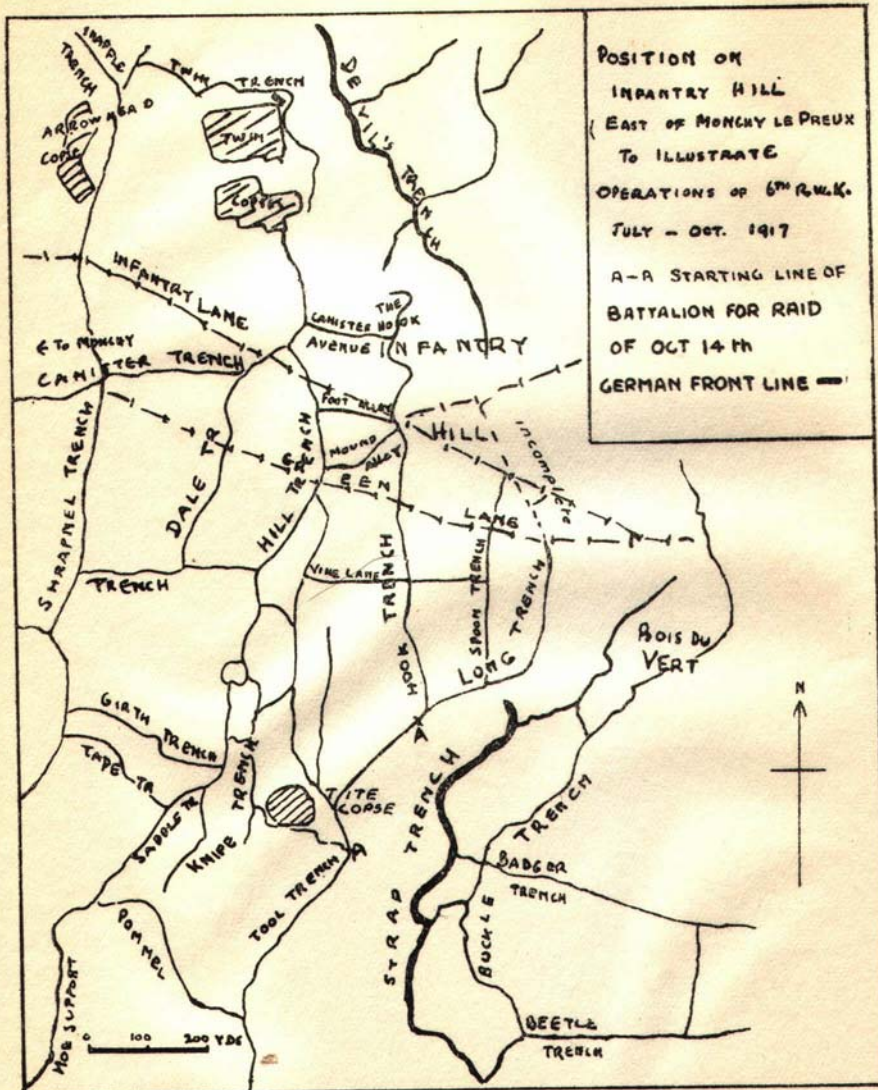 POSITION ON
INFANTRY HILL
(EAST OF MONCHY LE PREUX
TO ILLUSTRATE
OPERATIONS OF 6TH R.W.K.
JULY - OCT. 1917
A-A STARTING LINE OF
BATTALION FOR RAID
OF OCT 14TH
GERMAN FRONT LINE
SNAPPLE
TRENCH
TWIN
TRENCH
DEVIL'S TRENCH
ARROWHEAD
COPSE
TWIN
COPSES
INFANTRY LANE
THE
CANISTER HOOK
AVENUE
INFANTRY
← TO MONCHY
CANISTER TRENCH
FOOT ALLEY
HILL
MOUND
ALLEY
INCOMPLETE
SHRAPNEL TRENCH
DALE TR
HILL TRENCH
GREEN
LANE
TRENCH
VINE LANE
HOOK
TRENCH
SPOON TRENCH
LONG
TRENCH
BOIS DU
VERT
N
GIRTH
TRENCH
TAPE TR
SADDLE TR
KNIFE
TRENCH
TITE
COPSE
A
A
TOOL TRENCH
STRAP TRENCH
TRENCH
BADGER
TRENCH
BUCKLE
POMMEL
HOE SUPPORT
BEETLE
TRENCH
0 100 200 YDS